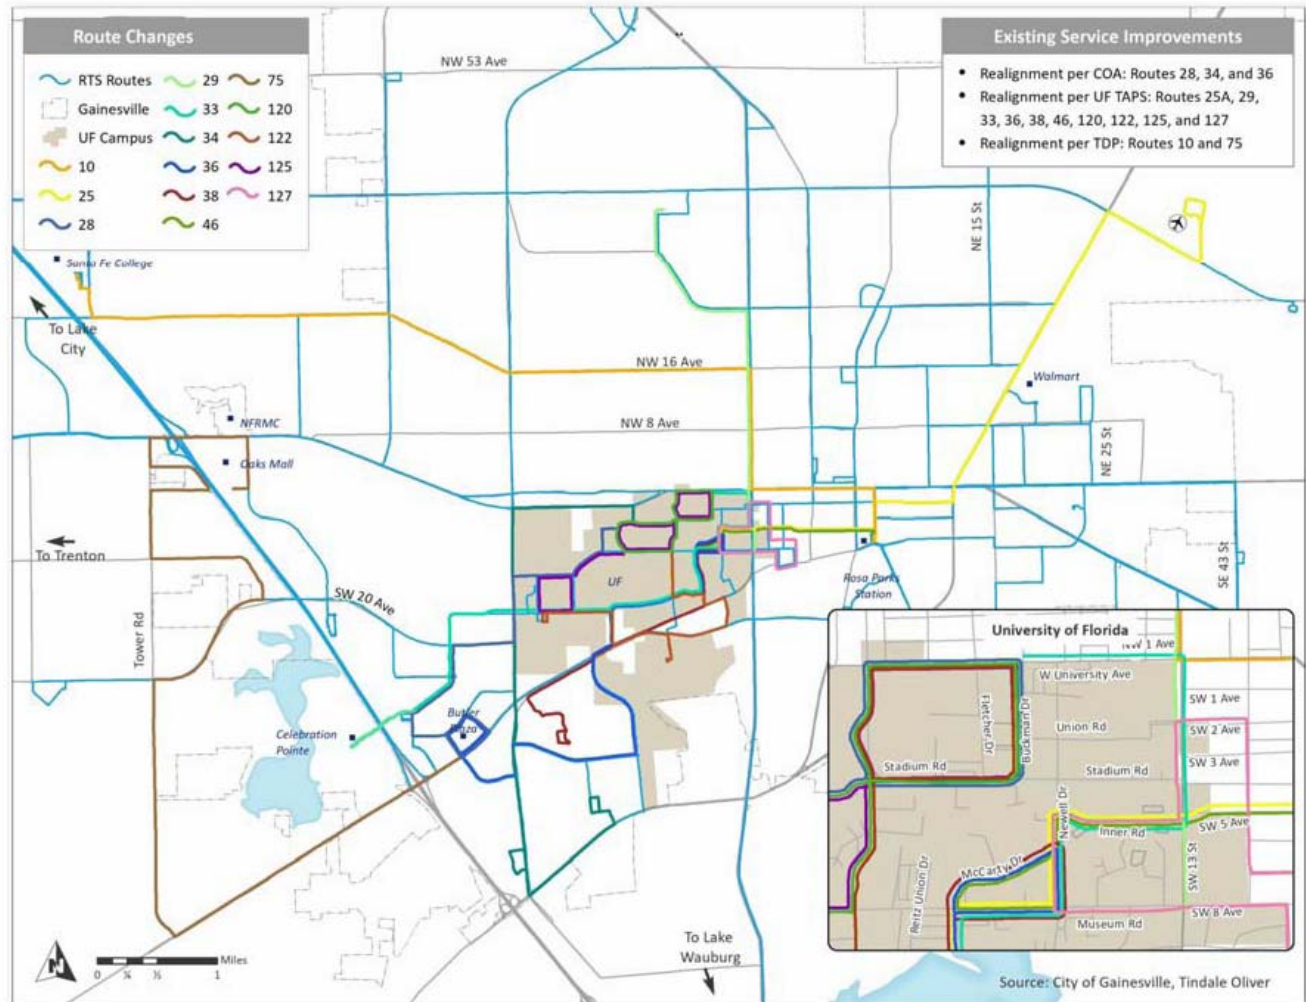 Route Changes
RTS Routes
Gainesville
UF Campus
10
25
28
29
33
34
36
38
46
75
120
122
125
127
Existing Service Improvements
• Realignment per COA: Routes 28, 34, and 36
• Realignment per UF TAPS: Routes 25A, 29,
33, 36, 38, 46, 120, 122, 125, and 127
• Realignment per TDP: Routes 10 and 75
NW 53 Ave
NE 15 St
Santa Fe College
To Lake
City
NW 16 Ave
Walmart
NFRMC
NW 8 Ave
Oaks Mall
NE 25 St
To Trenton
UF
Rosa Parks
Station
SE 43 St
SW 20 Ave
Tower Rd
Butler
Plaza
Celebration
Pointe
University of Florida
NW 1 Ave
W University Ave
SW 1 Ave
Fletcher Dr
Buckman Dr
Union Rd
SW 2 Ave
SW 3 Ave
Stadium Rd
Stadium Rd
Newell Dr
Inner Rd
SW 5 Ave
McCarty Dr
Reitz Union Dr
SW 13 St
SW 8 Ave
Museum Rd
N
0 ¼ ½ 1 Miles
To Lake
Wauburg
Source: City of Gainesville, Tindale Oliver